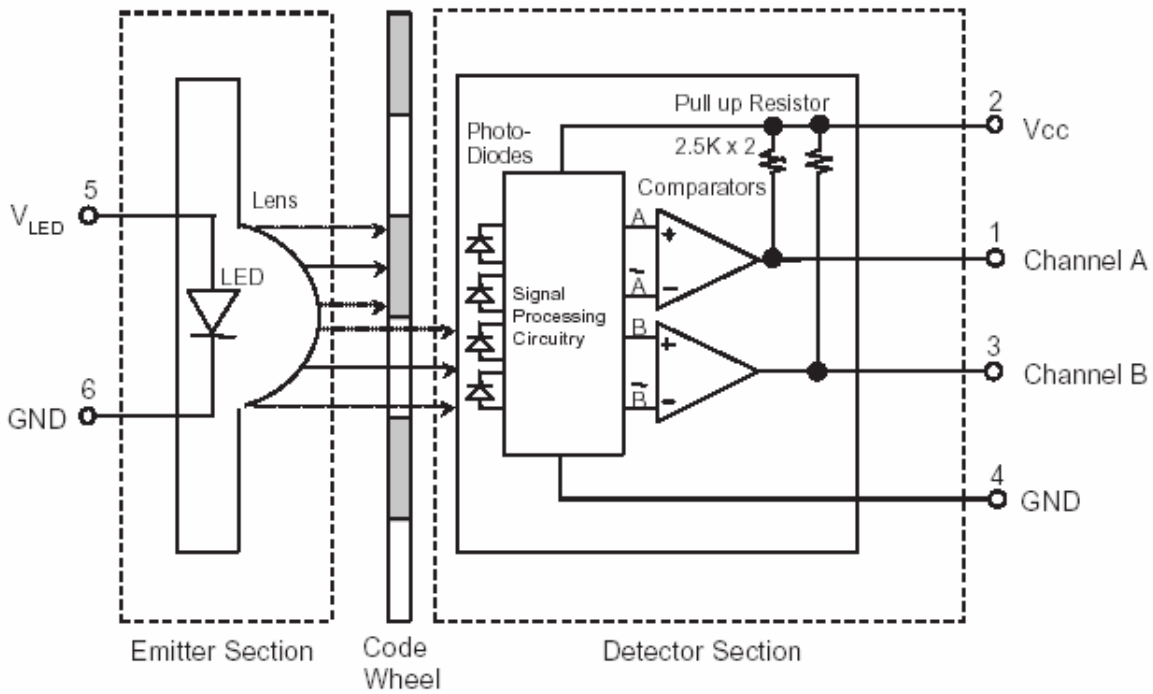 Pull up Resistor
2
Vcc
Photo-
Diodes
2.5K x 2
Comparators
5
V_LED
Lens
LED
A
+
1
Channel A
~
A
−
Signal
Processing
Circuitry
B
+
3
Channel B
6
GND
~
B
−
4
GND
Emitter Section
Code
Wheel
Detector Section